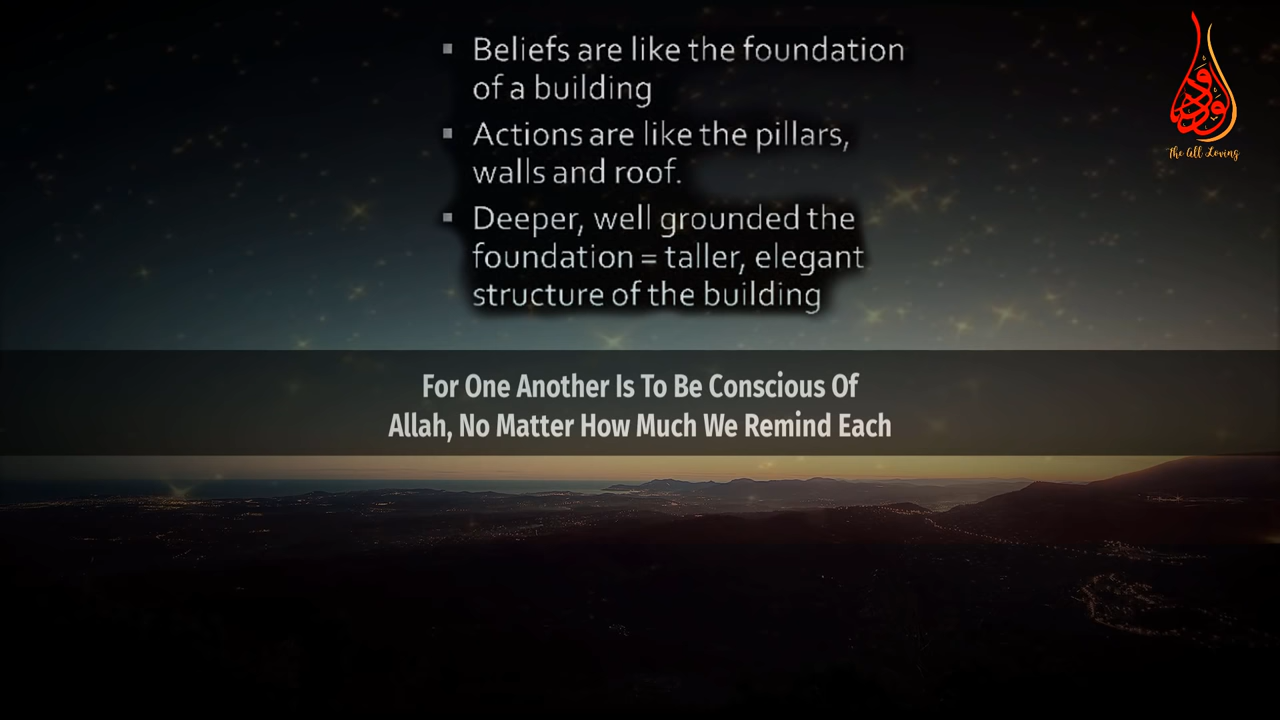 ▪ Beliefs are like the foundation
of a building
▪ Actions are like the pillars,
walls and roof.
▪ Deeper, well grounded the
foundation = taller, elegant
structure of the building
الودود
The All Loving
For One Another Is To Be Conscious Of
Allah, No Matter How Much We Remind Each